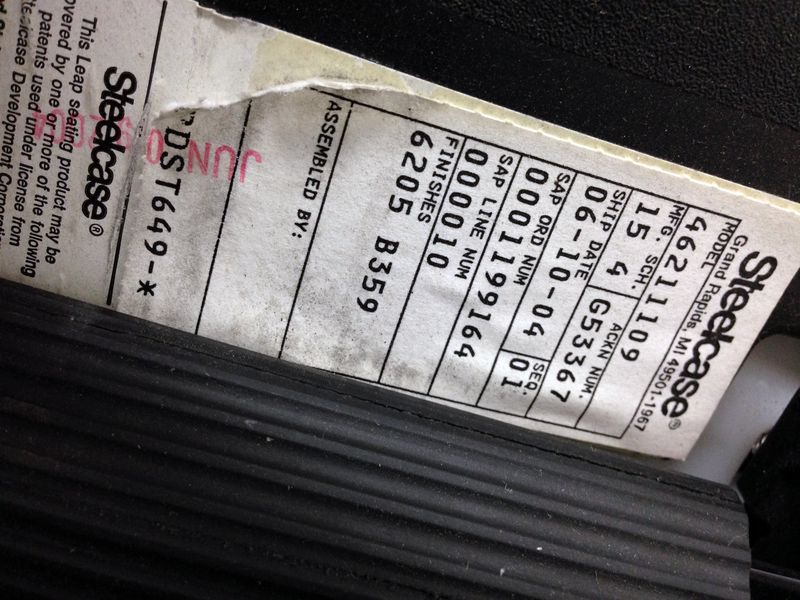 Steelcase®
Grand Rapids, MI 49501-1967
MODEL
46211109
MFG. SCH. ACKN NUM.
15 4 G53367
SHIP DATE
06-10-04
SAP ORD NUM SEQ.
0001199164 01
SAP LINE NUM
000010
FINISHES
6205 B359
ASSEMBLED BY:
JUN 0
DST649-*
Steelcase®
This Leap seating product may be
overed by one or more of the following
patents used under license from
Development Corporation